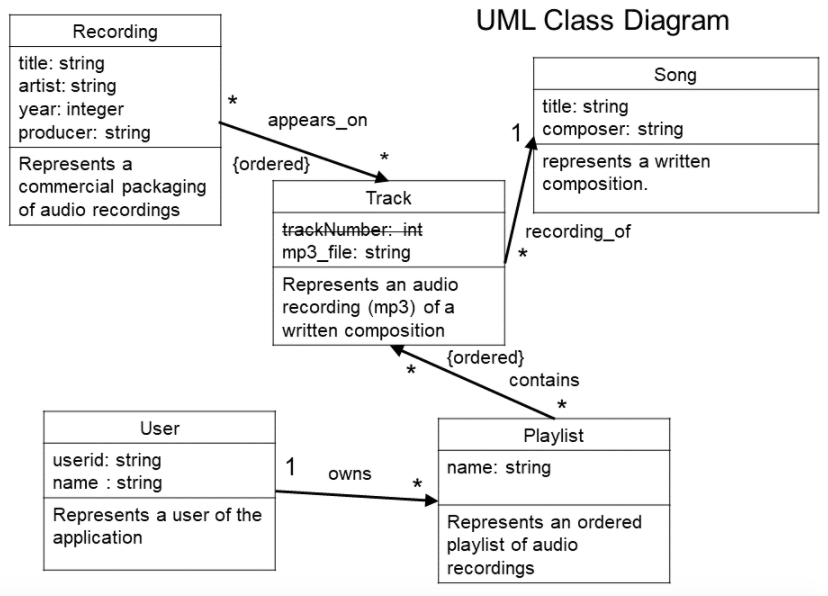 UML Class Diagram
Recording
title: string
artist: string
year: integer
producer: string
Represents a
commercial packaging
of audio recordings
*
appears_on
{ordered}
*
Song
title: string
composer: string
represents a written
composition.
1
recording_of
*
Track
trackNumber: int
mp3_file: string
Represents an audio
recording (mp3) of a
written composition
{ordered}
*
contains
*
User
userid: string
name : string
Represents a user of the
application
1
owns
*
Playlist
name: string
Represents an ordered
playlist of audio
recordings